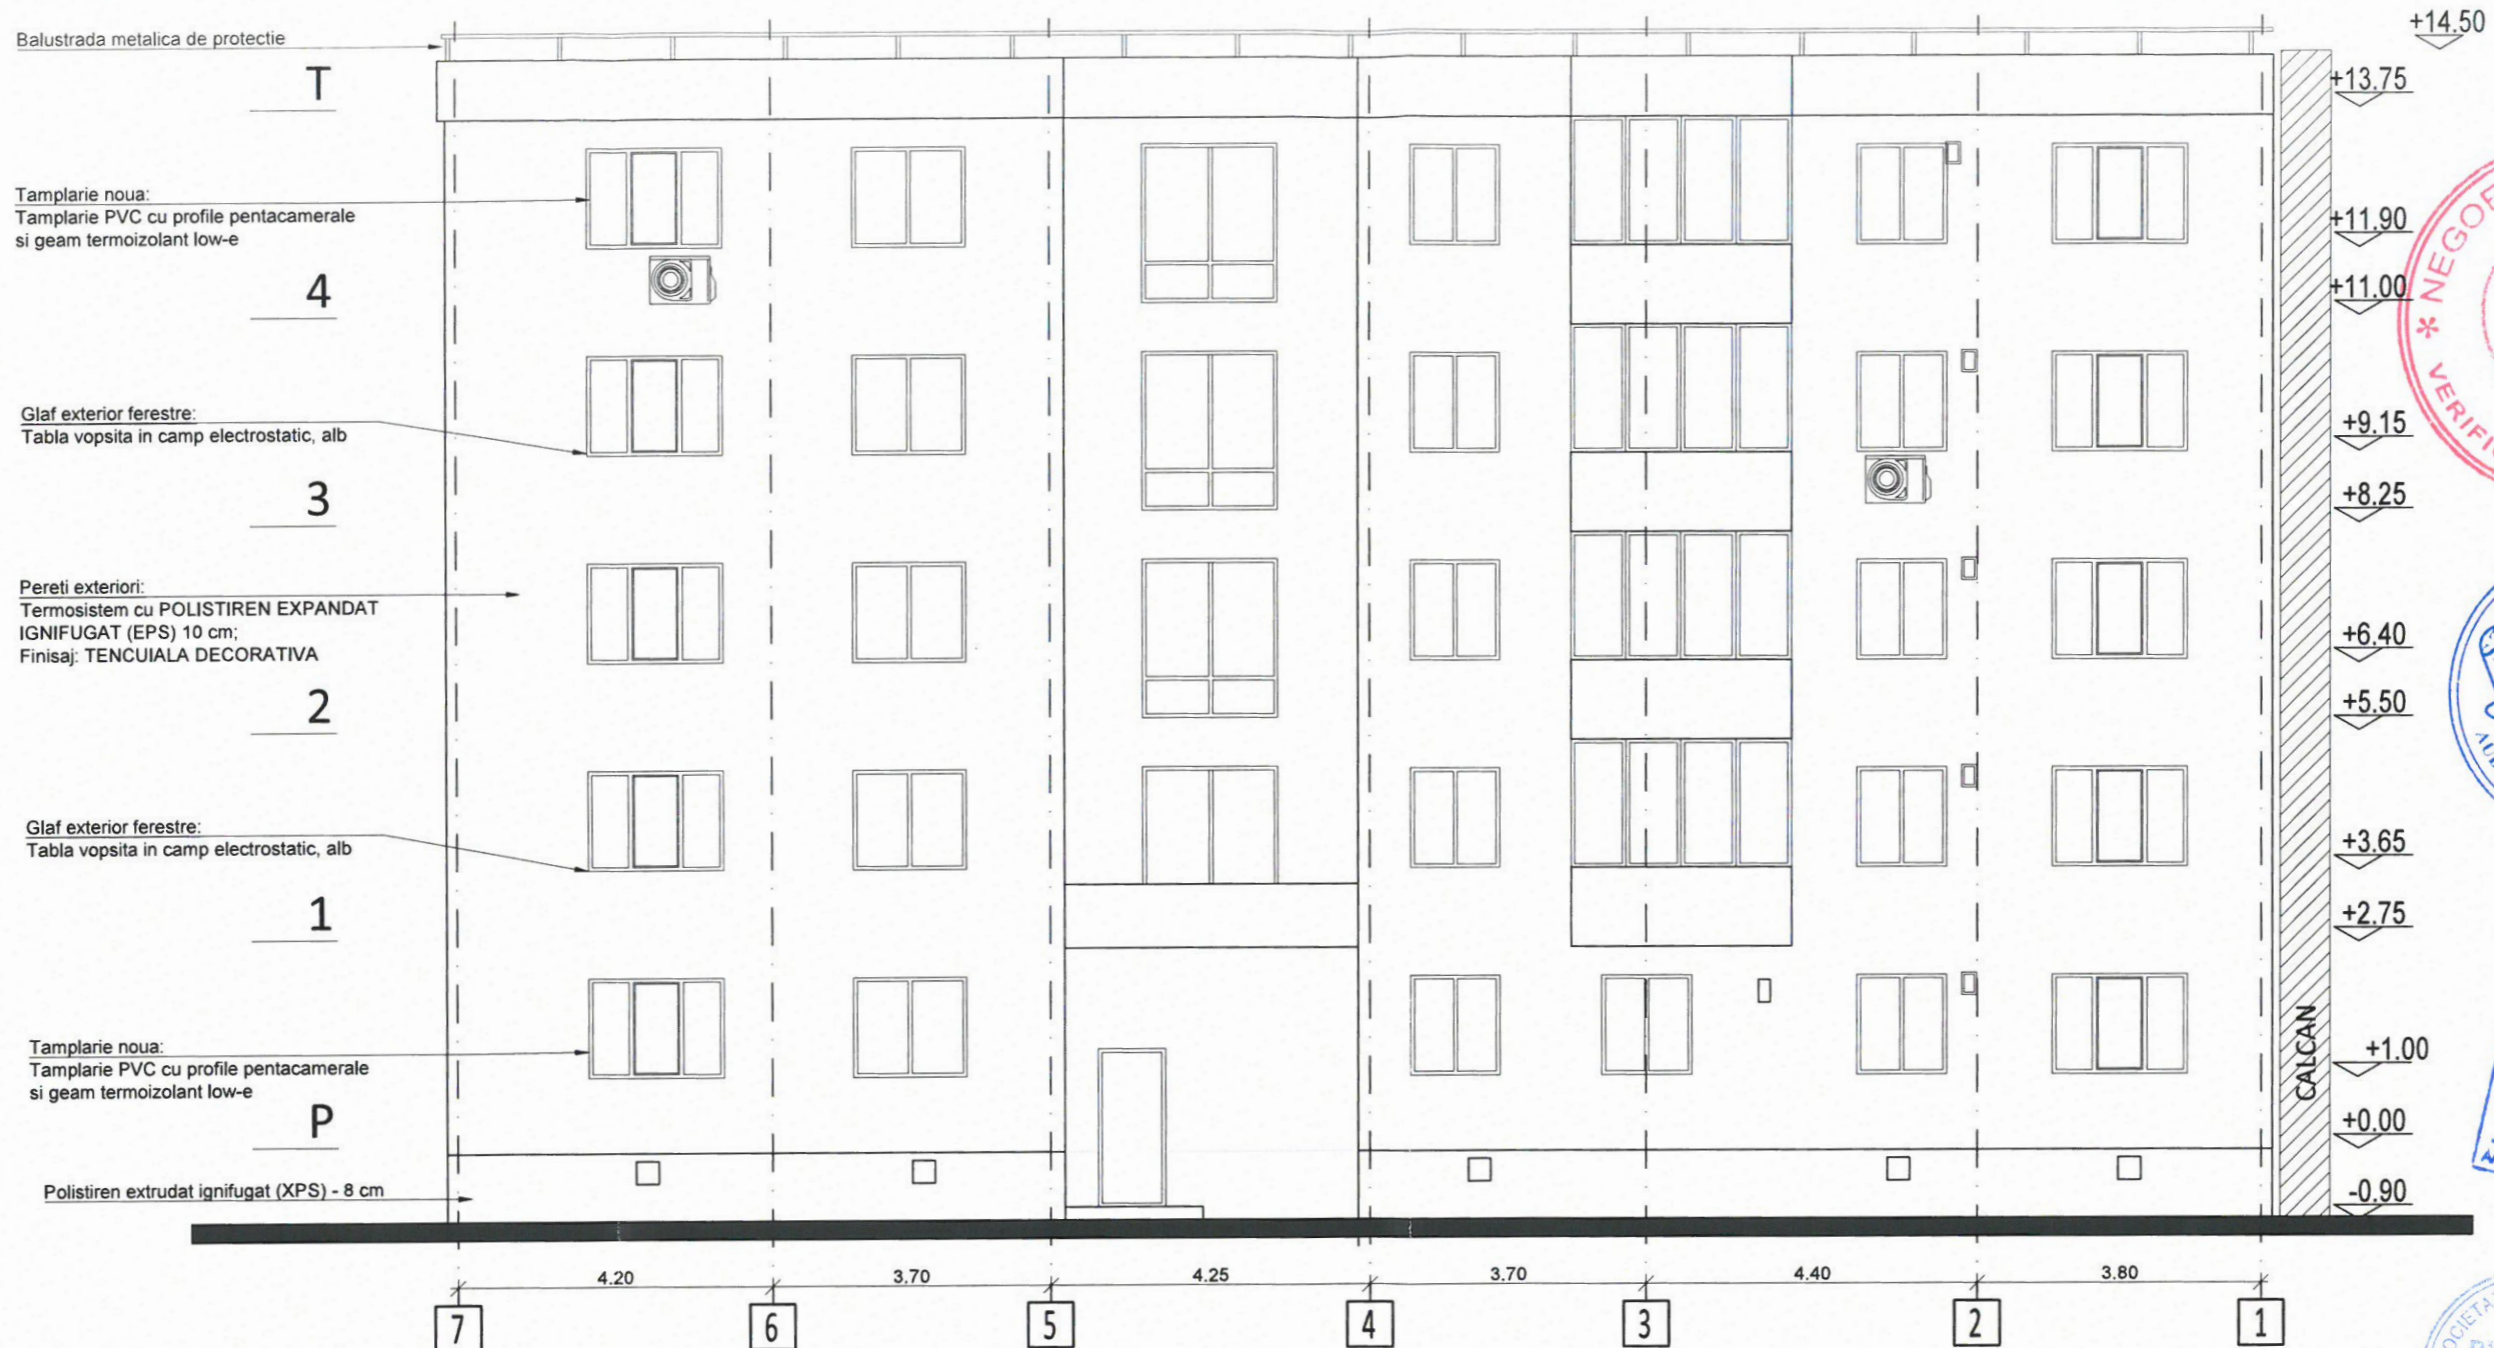 Balustrada metalica de protectie
T
Tamplarie noua:
Tamplarie PVC cu profile pentacamerale
si geam termoizolant low-e
4
Glaf exterior ferestre:
Tabla vopsita in camp electrostatic, alb
3
Pereti exteriori:
Termosistem cu POLISTIREN EXPANDAT
IGNIFUGAT (EPS) 10 cm;
Finisaj: TENCUIALA DECORATIVA
2
Glaf exterior ferestre:
Tabla vopsita in camp electrostatic, alb
1
Tamplarie noua:
Tamplarie PVC cu profile pentacamerale
si geam termoizolant low-e
P
Polistiren extrudat ignifugat (XPS) - 8 cm
+14.50
+13.75
+11.90
+11.00
+9.15
+8.25
+6.40
+5.50
+3.65
+2.75
+1.00
+0.00
-0.90
CALCAN
4.20 3.70 4.25 3.70 4.40 3.80
7 6 5 4 3 2 1